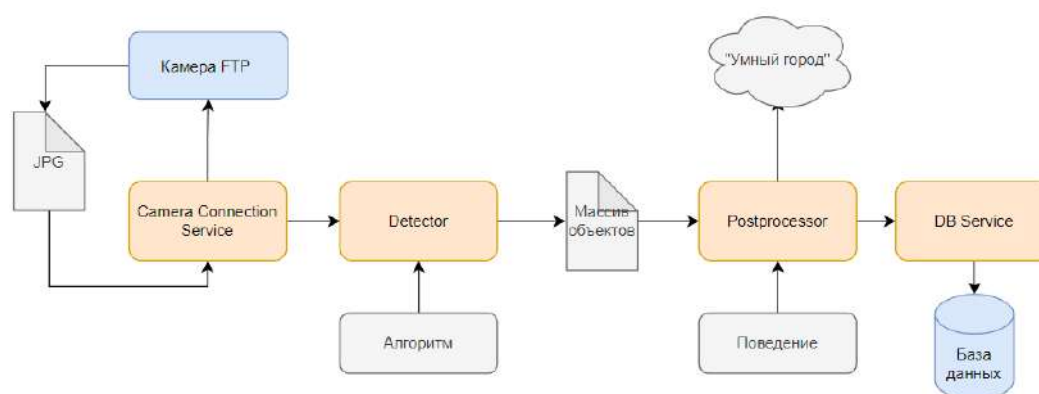 Камера FTP
"Умный город"
JPG
Camera Connection
Service
Detector
Массив
объектов
Postprocessor
DB Service
Алгоритм
Поведение
База
данных